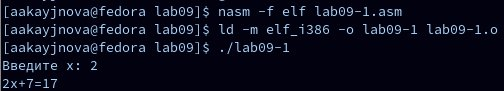 [aakayjnova@fedora lab09]$ nasm -f elf lab09-1.asm
[aakayjnova@fedora lab09]$ ld -m elf_i386 -o lab09-1 lab09-1.o
[aakayjnova@fedora lab09]$ ./lab09-1
Введите x: 2
2x+7=17